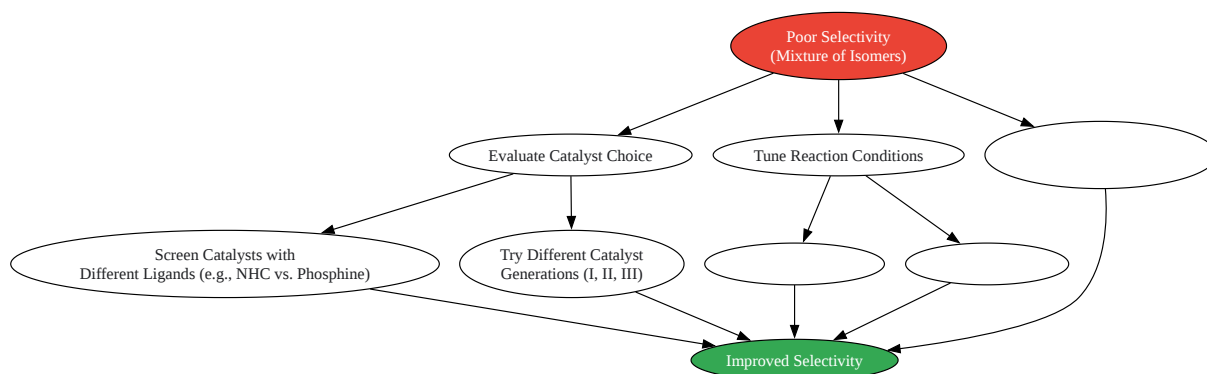 Poor Selectivity
(Mixture of Isomers)
Evaluate Catalyst Choice
Tune Reaction Conditions
Screen Catalysts with
Different Ligands (e.g., NHC vs. Phosphine)
Try Different Catalyst
Generations (I, II, III)
Improved Selectivity